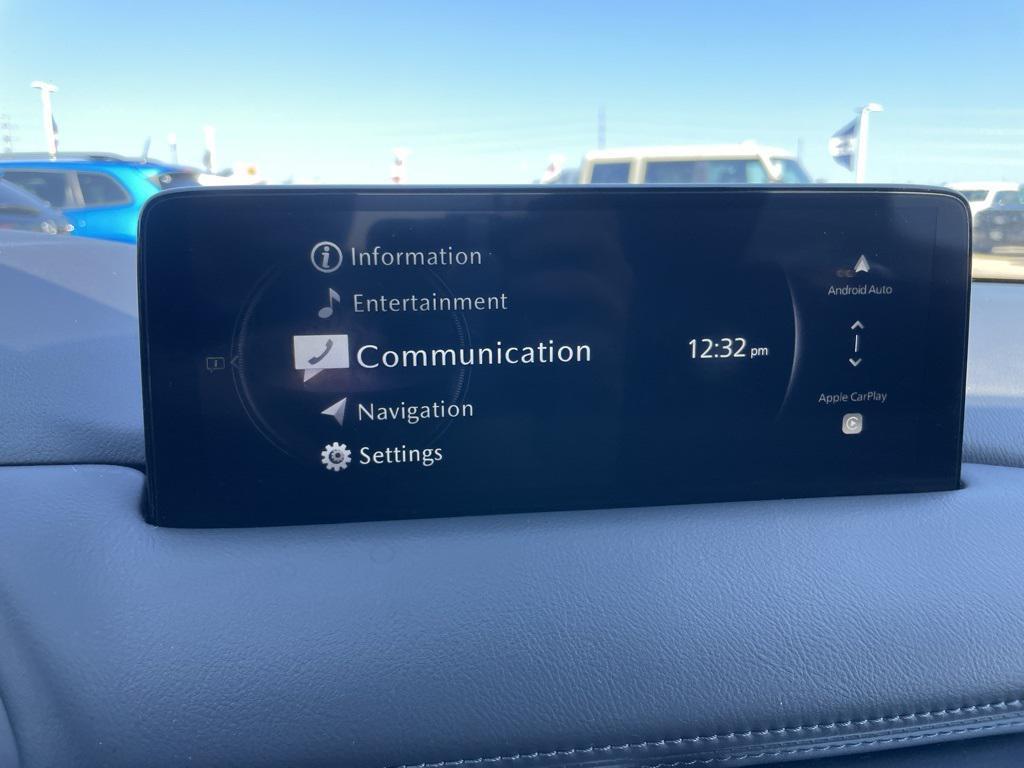 Information
Entertainment
Communication
Navigation
Settings
12:32 pm
Android Auto
Apple CarPlay